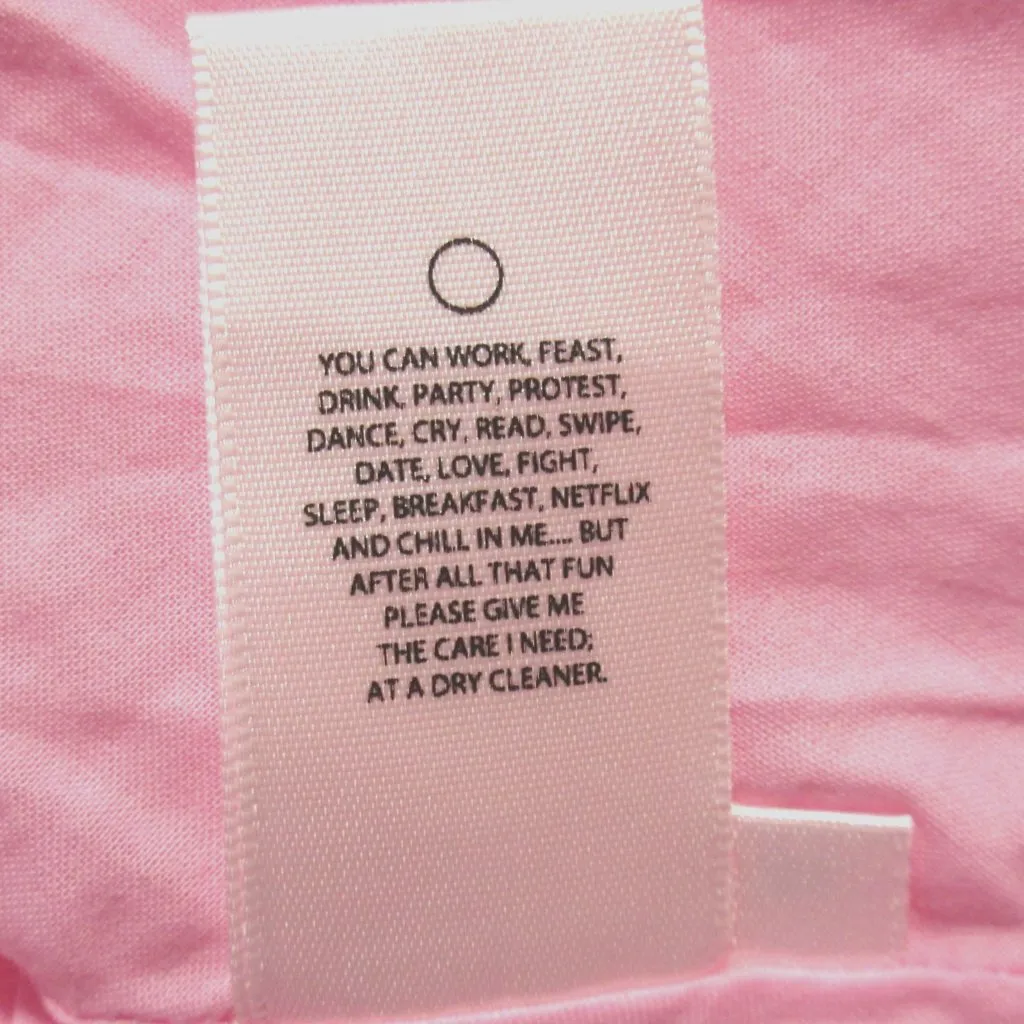 YOU CAN WORK, FEAST,
DRINK, PARTY, PROTEST,
DANCE, CRY, READ, SWIPE,
DATE, LOVE, FIGHT,
SLEEP, BREAKFAST, NETFLIX
AND CHILL IN ME.... BUT
AFTER ALL THAT FUN
PLEASE GIVE ME
THE CARE I NEED;
AT A DRY CLEANER.